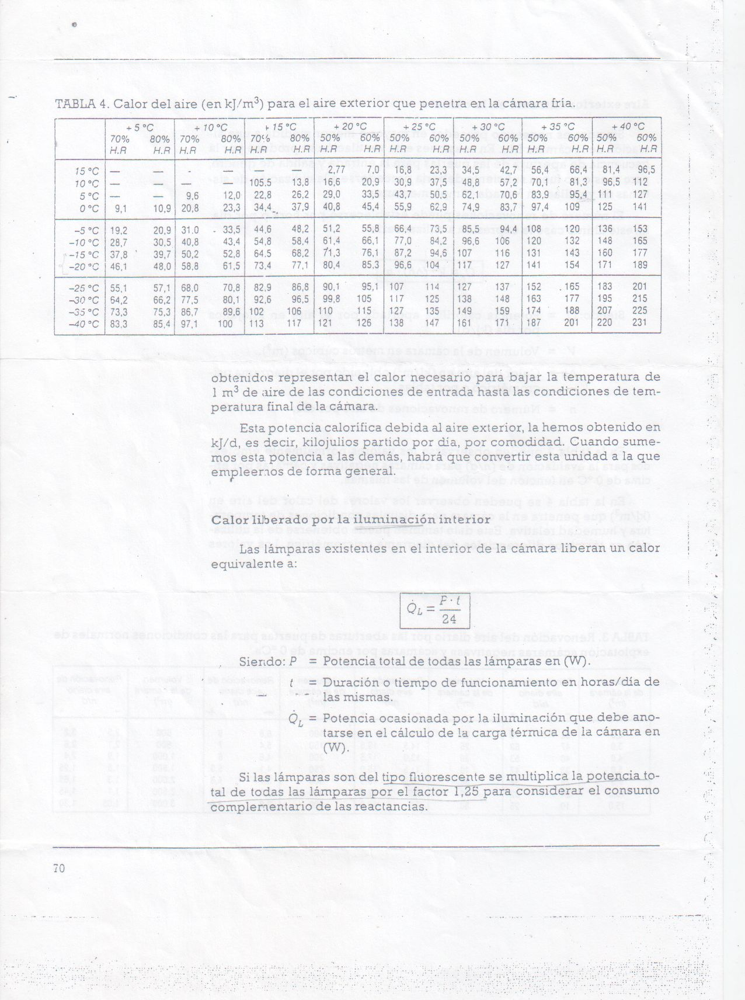 TABLA 4. Calor del aire (en kJ/m³) para el aire exterior que penetra en la cámara fría.
+5 °C +10 °C +15 °C +20 °C +25 °C +30 °C +35 °C +40 °C
70% 80% 70% 80% 70% 80% 50% 60% 50% 60% 50% 60% 50% 60% 50% 60%
H.R H.R H.R H.R H.R H.R H.R H.R H.R H.R H.R H.R H.R H.R H.R H.R
15 °C — — — — — — 2,77 7,0 16,8 23,3 34,5 42,7 56,4 66,4 81,4 96,5
10 °C — — — 105,5 13,8 16,6 20,9 30,9 37,5 48,8 57,2 70,1 81,3 96,5 112
5 °C — — 9,6 12,0 22,8 26,2 29,0 33,5 43,7 50,9 62,1 70,6 83,9 95,4 111 127
0 °C 9,1 10,9 20,8 23,3 34,4 37,9 40,8 45,4 55,9 62,9 74,9 83,7 97,4 109 125 141
–5 °C 19,2 20,9 31,0 33,5 44,6 48,2 51,2 55,8 66,4 73,5 85,5 94,4 108 120 136 153
–10 °C 28,7 30,5 40,8 43,4 54,8 58,4 61,4 66,1 77,0 84,2 96,6 106 120 132 148 165
–15 °C 37,8 39,7 50,2 52,8 64,5 68,2 71,3 76,1 87,2 94,6 107 116 131 143 160 177
–20 °C 46,1 48,0 58,8 61,5 73,4 77,1 80,4 85,3 96,6 104 117 127 141 154 171 189
–25 °C 55,1 57,1 68,0 70,8 82,9 86,8 90,1 95,1 107 114 127 137 152 165 183 201
–30 °C 64,2 66,2 77,5 80,1 92,6 96,5 99,8 105 117 125 138 148 163 177 195 215
–35 °C 73,3 75,3 86,7 89,6 102 106 110 115 127 135 149 159 174 188 207 225
–40 °C 83,3 85,4 97,1 100 113 117 121 126 138 147 161 171 187 201 220 231
obtenidos representan el calor necesario para bajar la temperatura de
1 m³ de aire de las condiciones de entrada hasta las condiciones de tem-
peratura final de la cámara.
Esta potencia calorífica debida al aire exterior, la hemos obtenido en
kJ/d, es decir, kilojulios partido por día, por comodidad. Cuando sume-
mos esta potencia a las demás, habrá que convertir esta unidad a la que
empleemos de forma general.
Calor liberado por la iluminación interior
Las lámparas existentes en el interior de la cámara liberan un calor
equivalente a:
Q̇L = P · t / 24
Siendo: P = Potencia total de todas las lámparas en (W).
t = Duración o tiempo de funcionamiento en horas/día de
las mismas.
Q̇L = Potencia ocasionada por la iluminación que debe ano-
tarse en el cálculo de la carga térmica de la cámara en
(W).
Si las lámparas son del tipo fluorescente se multiplica la potencia to-
tal de todas las lámparas por el factor 1,25 para considerar el consumo
complementario de las reactancias.
70